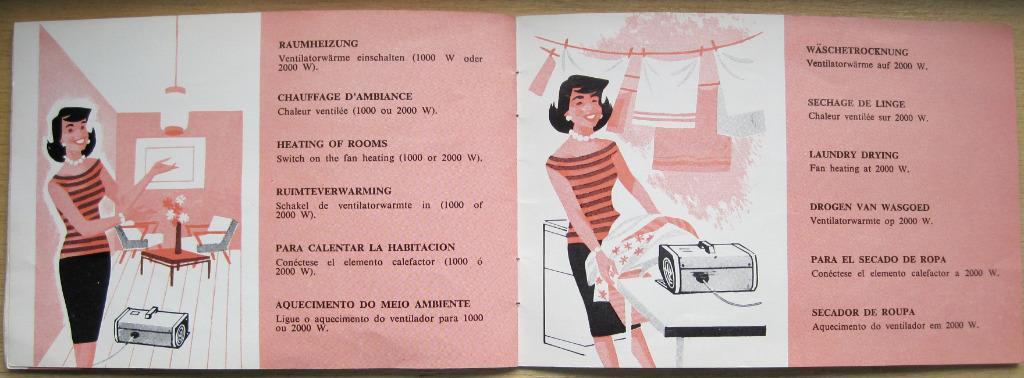 RAUMHEIZUNG
Ventilatorwärme einschalten (1000 W oder
2000 W).
CHAUFFAGE D'AMBIANCE
Chaleur ventilée (1000 ou 2000 W).
HEATING OF ROOMS
Switch on the fan heating (1000 or 2000 W).
RUIMTEVERWARMING
Schakel de ventilatorwarmte in (1000 of
2000 W).
PARA CALENTAR LA HABITACION
Conéctese el elemento calefactor (1000 ó
2000 W).
AQUECIMENTO DO MEIO AMBIENTE
Ligue o aquecimento do ventilador para 1000
ou 2000 W.
WÄSCHETROCKNUNG
Ventilatorwärme auf 2000 W.
SECHAGE DE LINGE
Chaleur ventilée sur 2000 W.
LAUNDRY DRYING
Fan heating at 2000 W.
DROGEN VAN WASGOED
Ventilatorwarmte op 2000 W.
PARA EL SECADO DE ROPA
Conéctese el elemento calefactor a 2000 W.
SECADOR DE ROUPA
Aquecimento do ventilador em 2000 W.